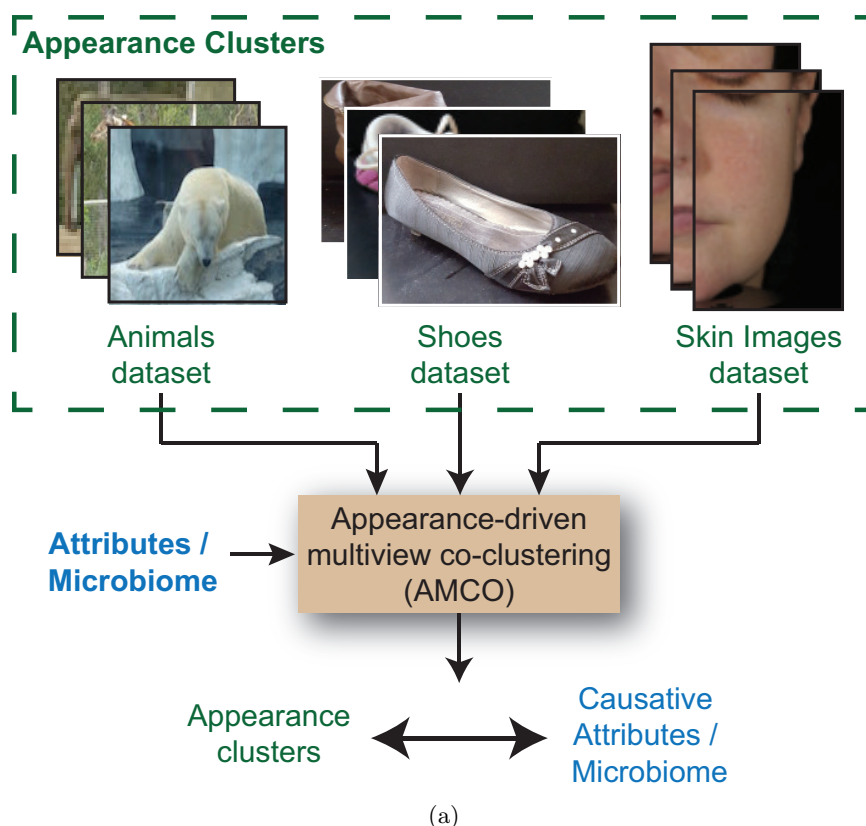 Appearance Clusters
Animals
dataset
Shoes
dataset
Skin Images
dataset
Attributes /
Microbiome
Appearance-driven
multiview co-clustering
(AMCO)
Appearance
clusters
Causative
Attributes /
Microbiome
(a)